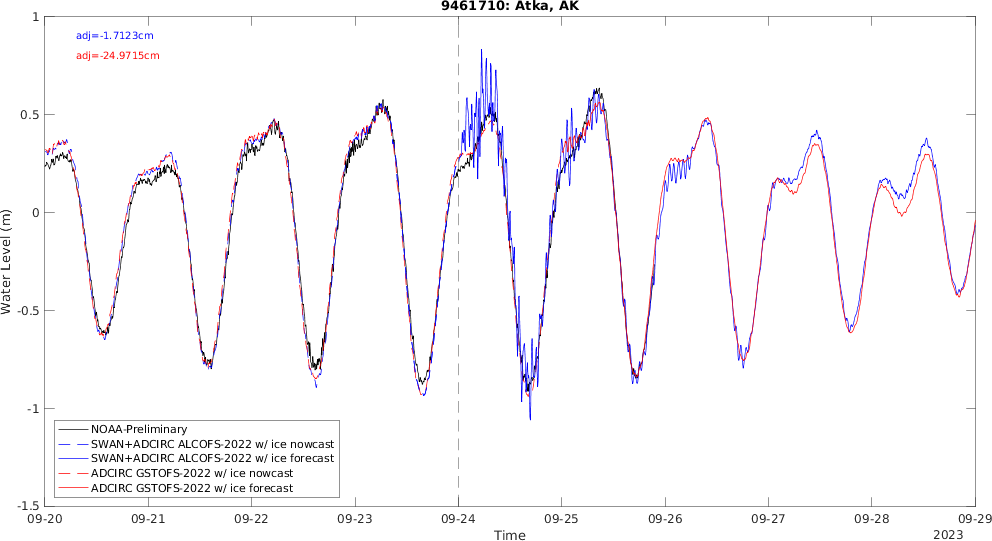 9461710: Atka, AK
adj=-1.7123cm
adj=-24.9715cm
Water Level (m)
1
0.5
0
-0.5
-1
-1.5
NOAA-Preliminary
SWAN+ADCIRC ALCOFS-2022 w/ ice nowcast
SWAN+ADCIRC ALCOFS-2022 w/ ice forecast
ADCIRC GSTOFS-2022 w/ ice nowcast
ADCIRC GSTOFS-2022 w/ ice forecast
09-20 09-21 09-22 09-23 09-24 09-25 09-26 09-27 09-28 09-29
Time
2023